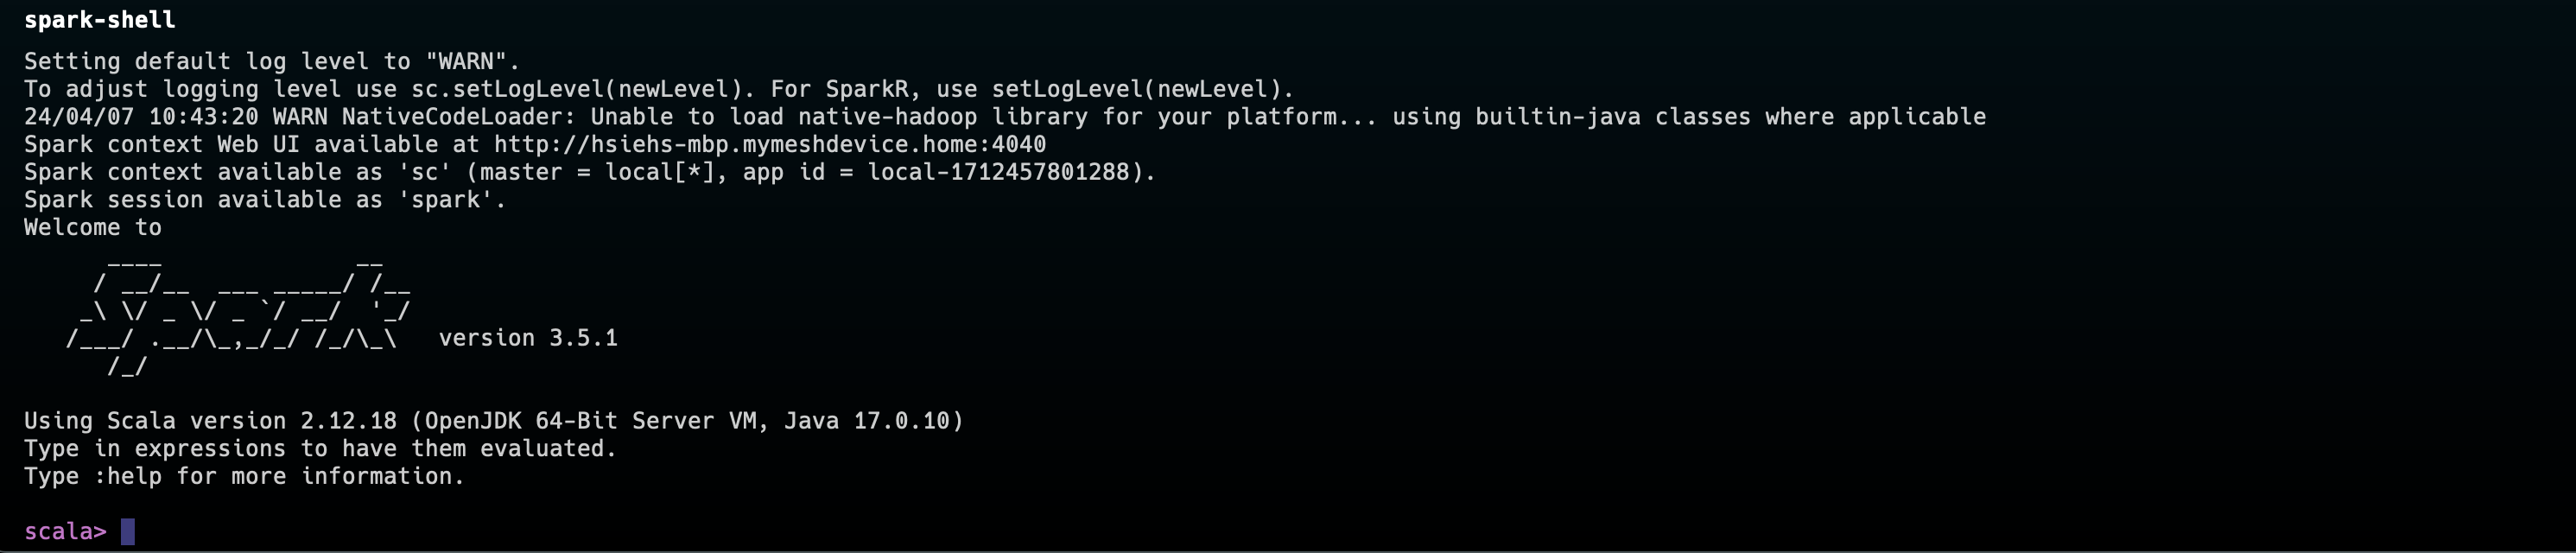 spark-shell
Setting default log level to "WARN".
To adjust logging level use sc.setLogLevel(newLevel). For SparkR, use setLogLevel(newLevel).
24/04/07 10:43:20 WARN NativeCodeLoader: Unable to load native-hadoop library for your platform... using builtin-java classes where applicable
Spark context Web UI available at http://hsiehs-mbp.mymeshdevice.home:4040
Spark context available as 'sc' (master = local[*], app id = local-1712457801288).
Spark session available as 'spark'.
Welcome to
      ____              __
     / __/__  ___ _____/ /__
    _\ \/ _ \/ _ `/ __/  '_/
   /___/ .__/\_,_/_/ /_/\_\   version 3.5.1
      /_/
Using Scala version 2.12.18 (OpenJDK 64-Bit Server VM, Java 17.0.10)
Type in expressions to have them evaluated.
Type :help for more information.
scala>